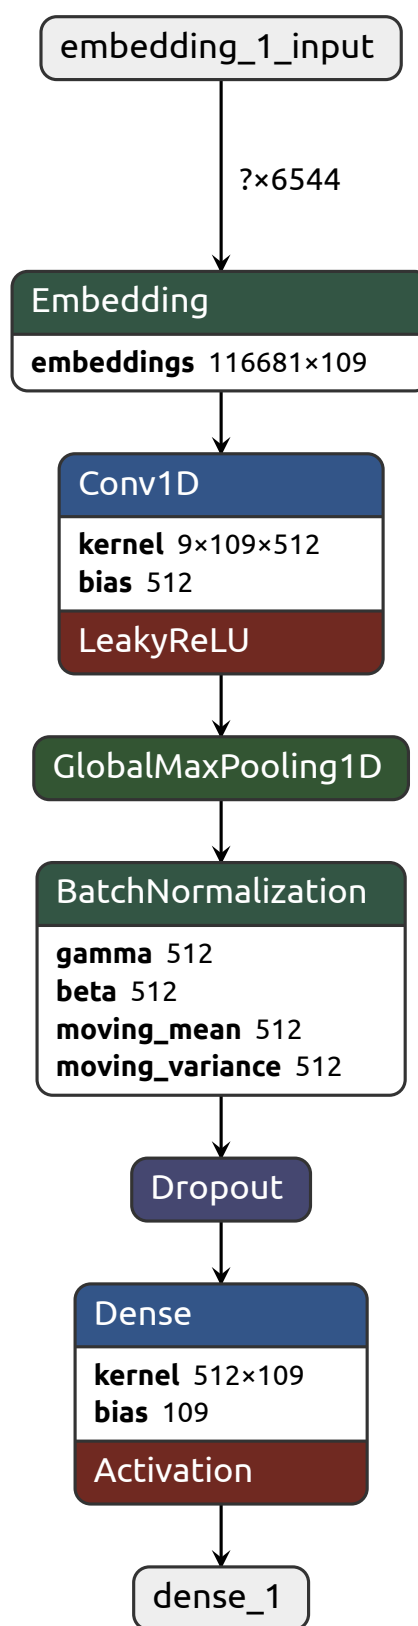 embedding_1_input
?×6544
Embedding
embeddings 116681×109
Conv1D
kernel 9×109×512
bias 512
LeakyReLU
GlobalMaxPooling1D
BatchNormalization
gamma 512
beta 512
moving_mean 512
moving_variance 512
Dropout
Dense
kernel 512×109
bias 109
Activation
dense_1